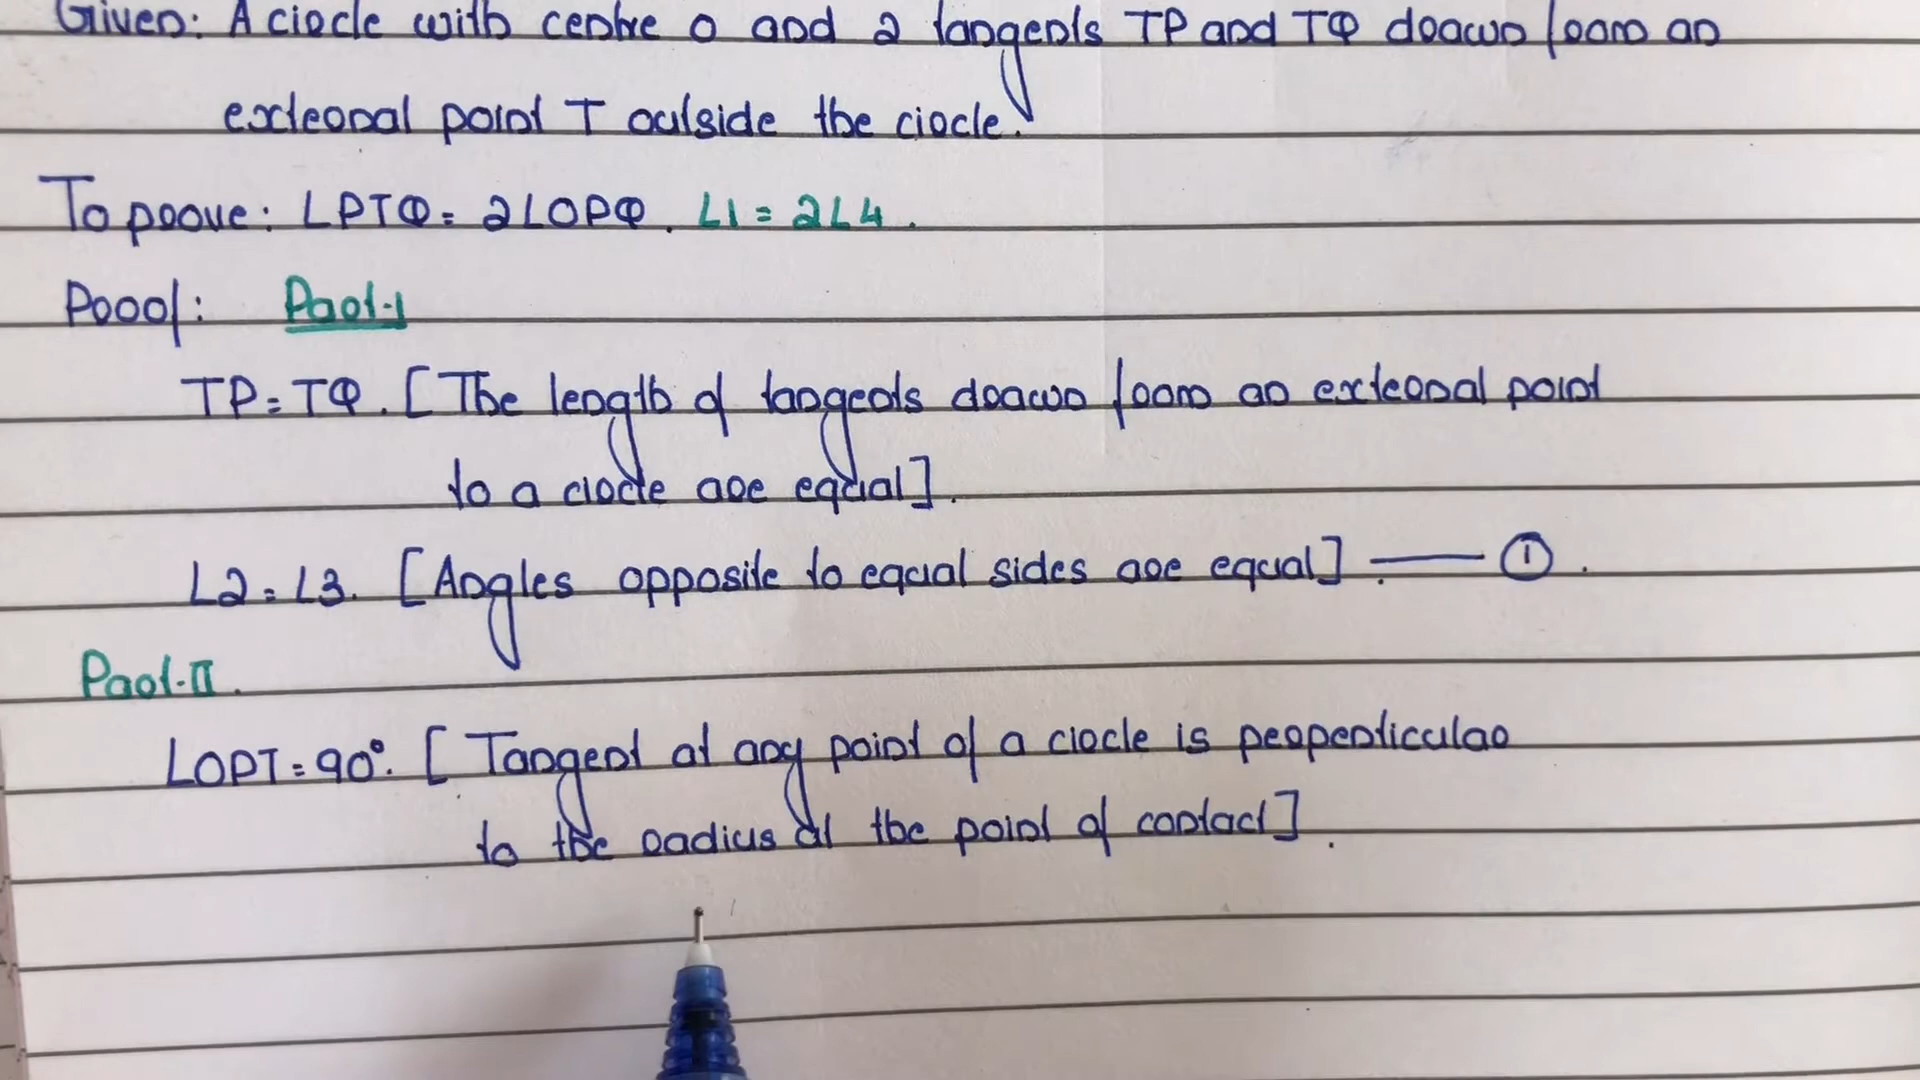 Given: A circle with centre O and 2 tangents TP and TQ drawn from an
external point T outside the circle.
To prove: ∠PTQ = 2∠OPQ. ∠1 = 2∠4.
Proof: Part-I
TP = TQ. [The length of tangents drawn from an external point
to a circle are equal].
∠2 = ∠3. [Angles opposite to equal sides are equal] —— ①.
Part-II.
∠OPT = 90°. [Tangent at any point of a circle is perpendicular
to the radius at the point of contact].